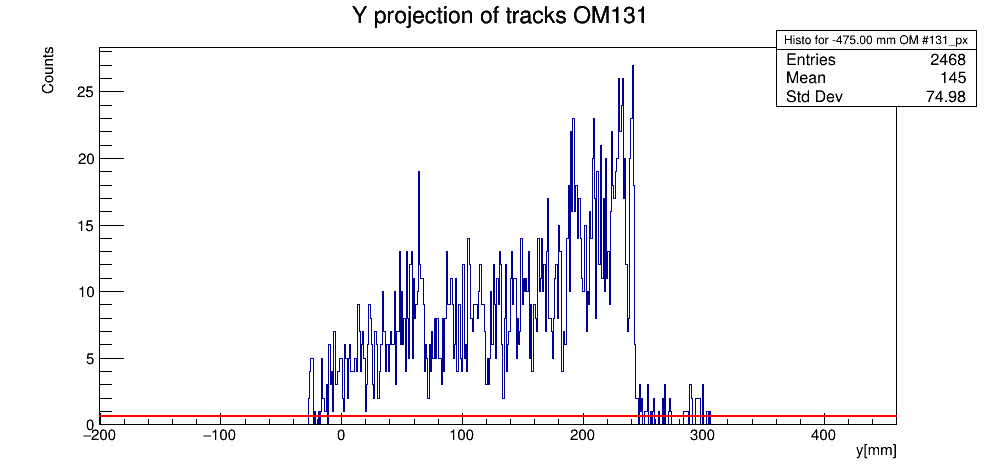 Y projection of tracks OM131
Histo for -475.00 mm OM #131_px
Entries 2468
Mean 145
Std Dev 74.98
Counts
25
20
15
10
5
0
-200 -100 0 100 200 300 400
y[mm]